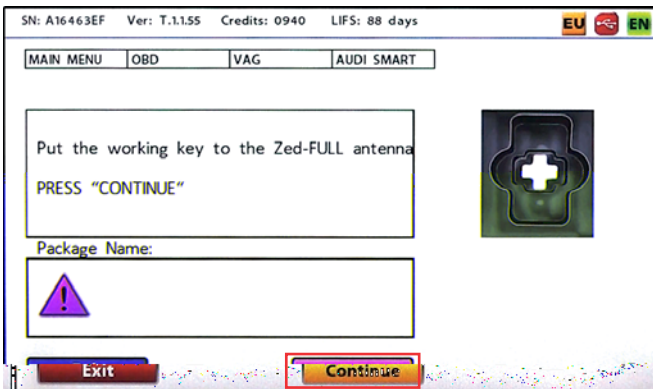 SN: A16463EF Ver: T.1.1.55 Credits: 0940 LIFS: 88 days EU EN
MAIN MENU OBD VAG AUDI SMART
Put the working key to the Zed-FULL antenna
PRESS "CONTINUE"
Package Name:
Exit Continue